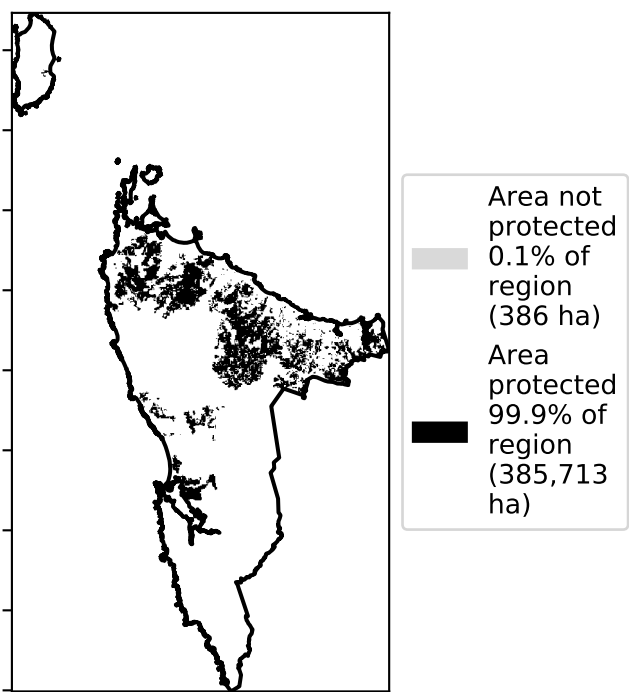 Area not
protected
0.1% of
region
(386 ha)
Area
protected
99.9% of
region
(385,713
ha)